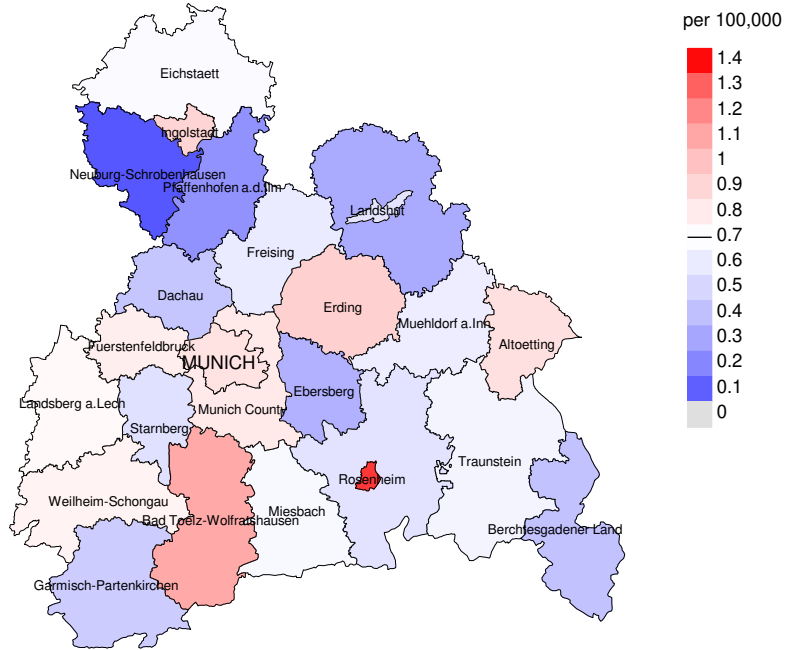 per 100,000
1.4
1.3
1.2
1.1
1
0.9
0.8
0.7
0.6
0.5
0.4
0.3
0.2
0.1
0
Eichstaett
Ingolstadt
Neuburg-Schrobenhausen
Pfaffenhofen a.d.Ilm
Landshut
Freising
Dachau
Erding
Muehldorf a.Inn
Altoetting
Fuerstenfeldbruck
MUNICH
Ebersberg
Landsberg a.Lech
Munich County
Starnberg
Traunstein
Rosenheim
Weilheim-Schongau
Miesbach
Bad Toelz-Wolfratshausen
Berchtesgadener Land
Garmisch-Partenkirchen